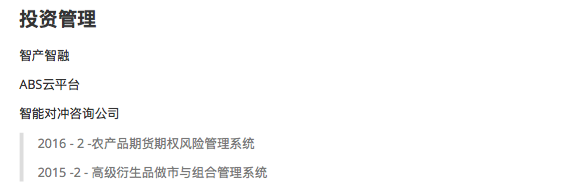 投资管理
智产智融
ABS云平台
智能对冲咨询公司
2016 - 2 -农产品期货期权风险管理系统
2015 -2 - 高级衍生品做市与组合管理系统